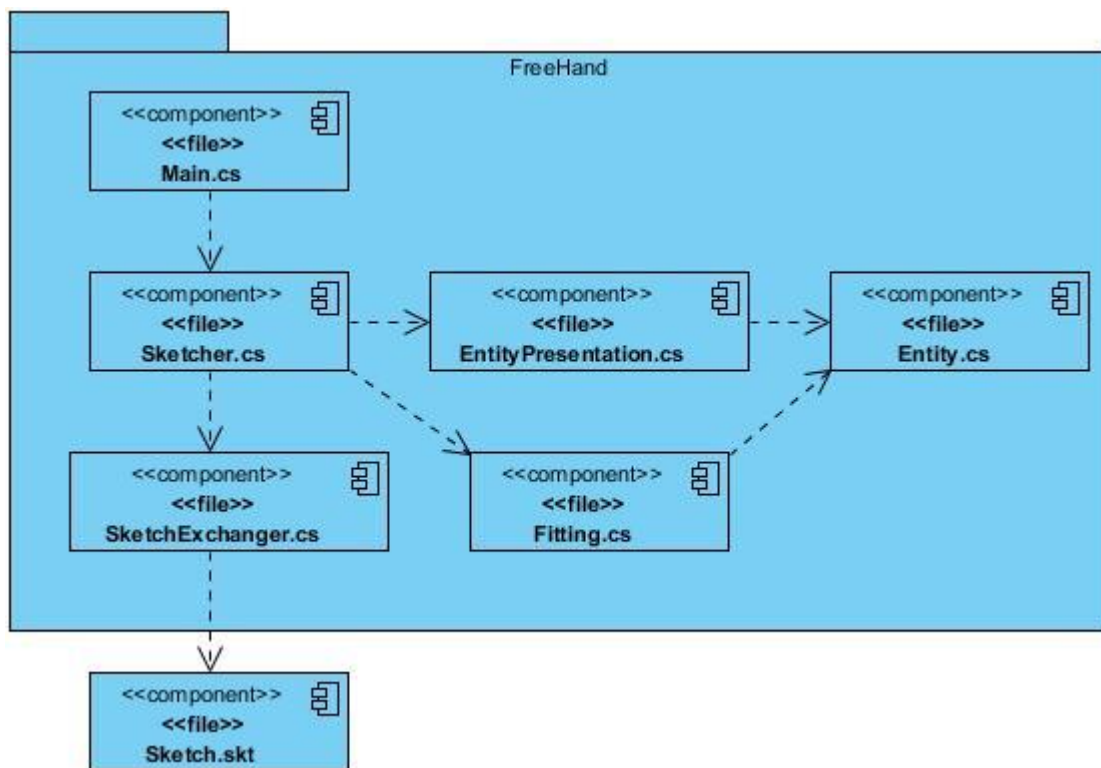 FreeHand
<<component>>
<<file>>
Main.cs
<<component>>
<<file>>
Sketcher.cs
<<component>>
<<file>>
EntityPresentation.cs
<<component>>
<<file>>
Entity.cs
<<component>>
<<file>>
SketchExchanger.cs
<<component>>
<<file>>
Fitting.cs
<<component>>
<<file>>
Sketch.skt